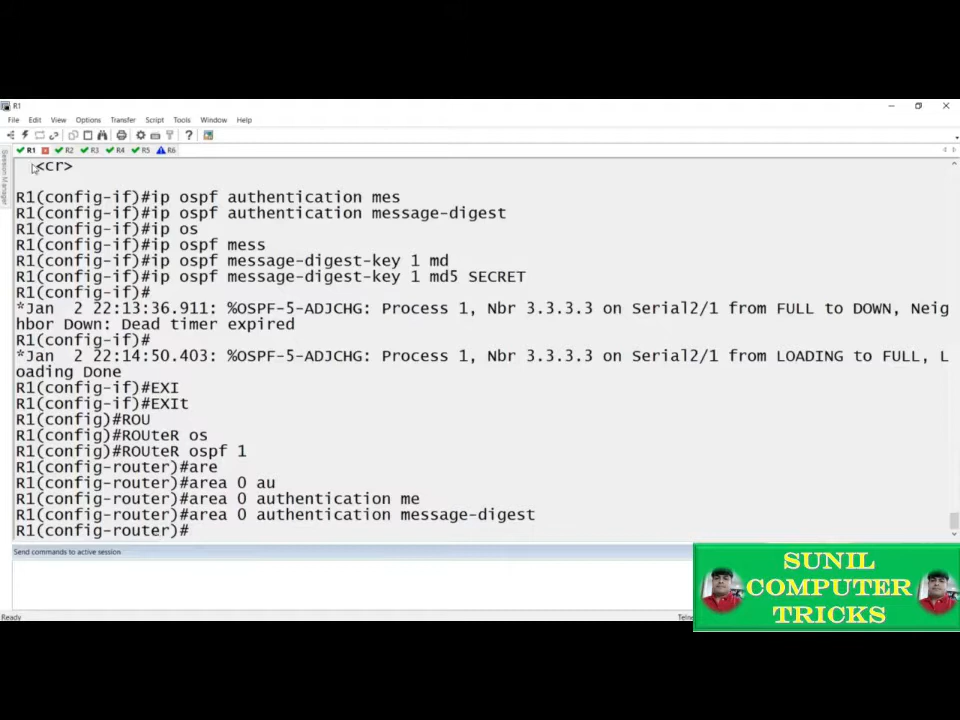 R1
File Edit View Options Transfer Script Tools Window Help
R1 R2 R3 R4 R5 R6
Session Manager
<cr>
R1(config-if)#ip ospf authentication mes
R1(config-if)#ip ospf authentication message-digest
R1(config-if)#ip os
R1(config-if)#ip ospf mess
R1(config-if)#ip ospf message-digest-key 1 md
R1(config-if)#ip ospf message-digest-key 1 md5 SECRET
R1(config-if)#
*Jan  2 22:13:36.911: %OSPF-5-ADJCHG: Process 1, Nbr 3.3.3.3 on Serial2/1 from FULL to DOWN, Neig
hbor Down: Dead timer expired
R1(config-if)#
*Jan  2 22:14:50.403: %OSPF-5-ADJCHG: Process 1, Nbr 3.3.3.3 on Serial2/1 from LOADING to FULL, L
oading Done
R1(config-if)#EXI
R1(config-if)#EXIt
R1(config)#ROU
R1(config)#ROUteR os
R1(config)#ROUteR ospf 1
R1(config-router)#are
R1(config-router)#area 0 au
R1(config-router)#area 0 authentication me
R1(config-router)#area 0 authentication message-digest
R1(config-router)#
Send commands to active session
Ready
Telne
SUNIL
COMPUTER
TRICKS